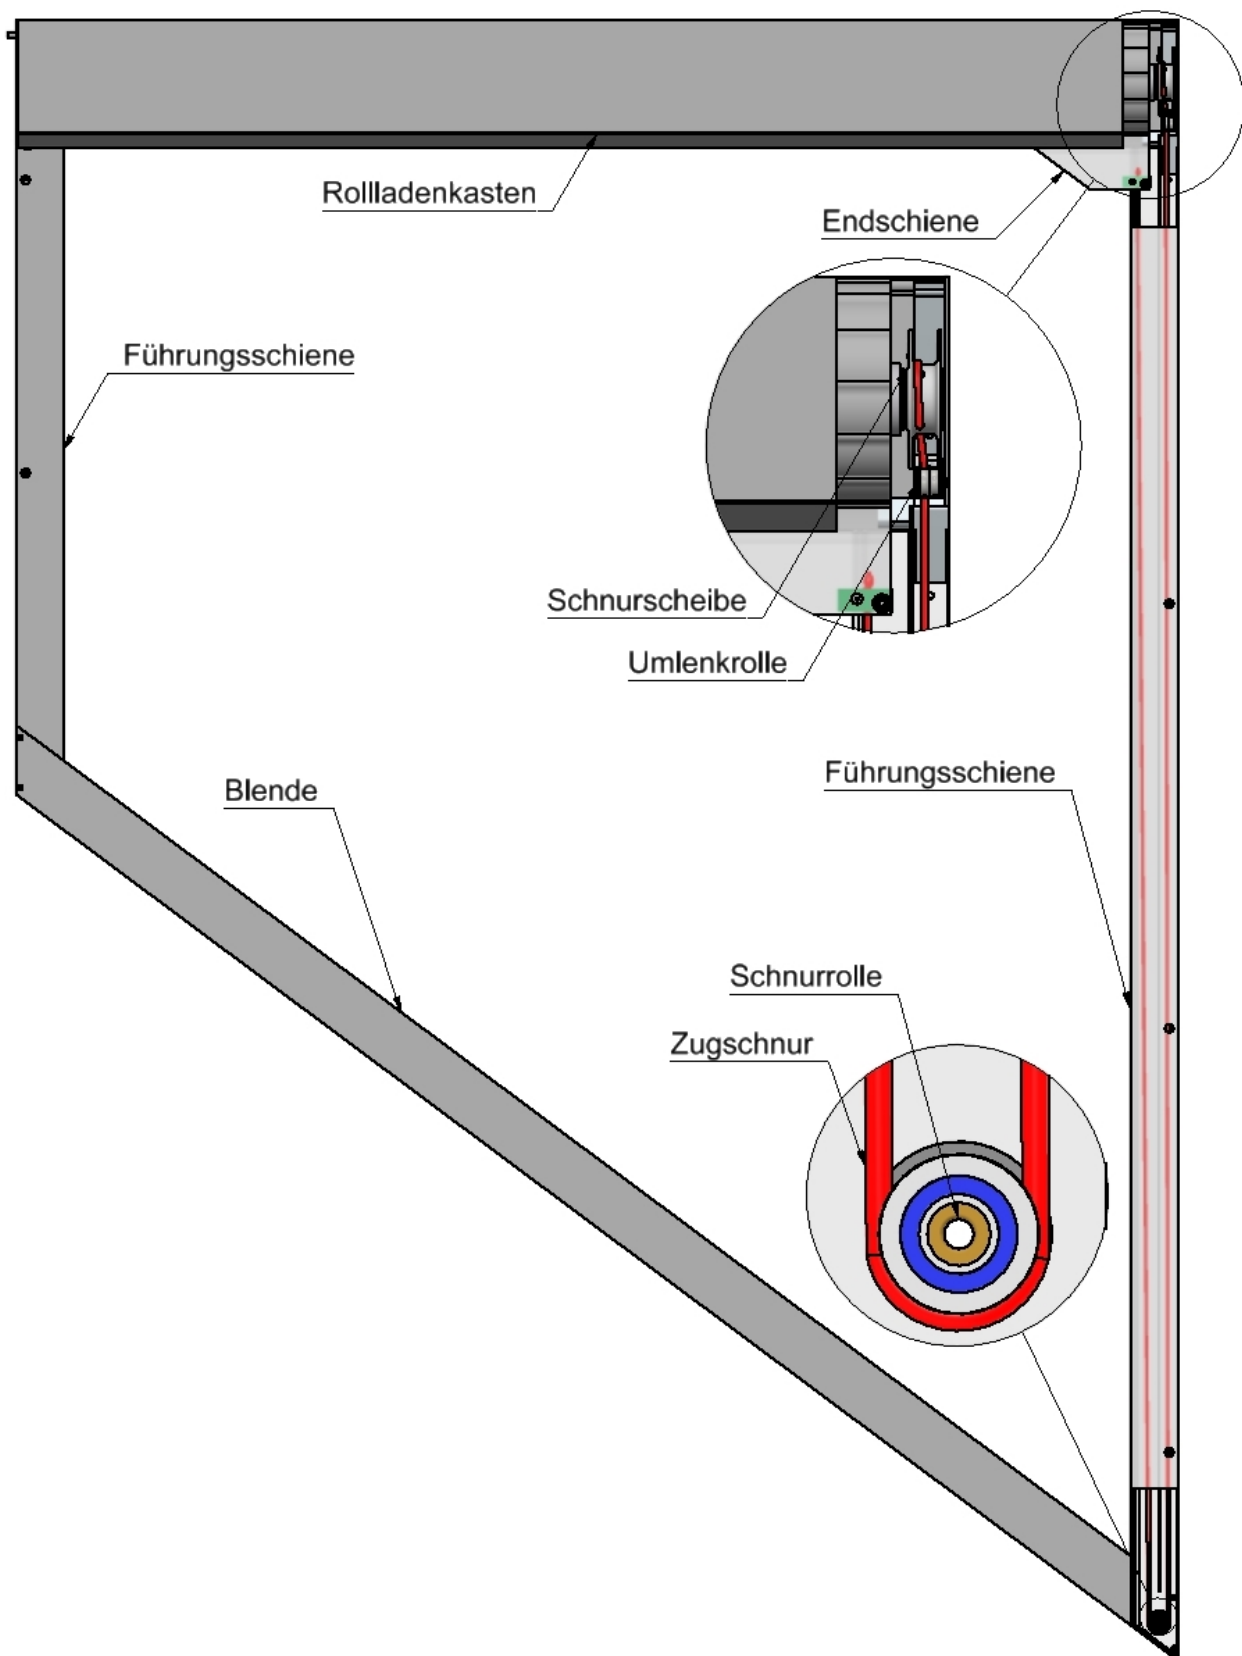 Rollladenkasten
Endschiene
Führungsschiene
Schnurscheibe
Umlenkrolle
Führungsschiene
Blende
Schnurrolle
Zugschnur